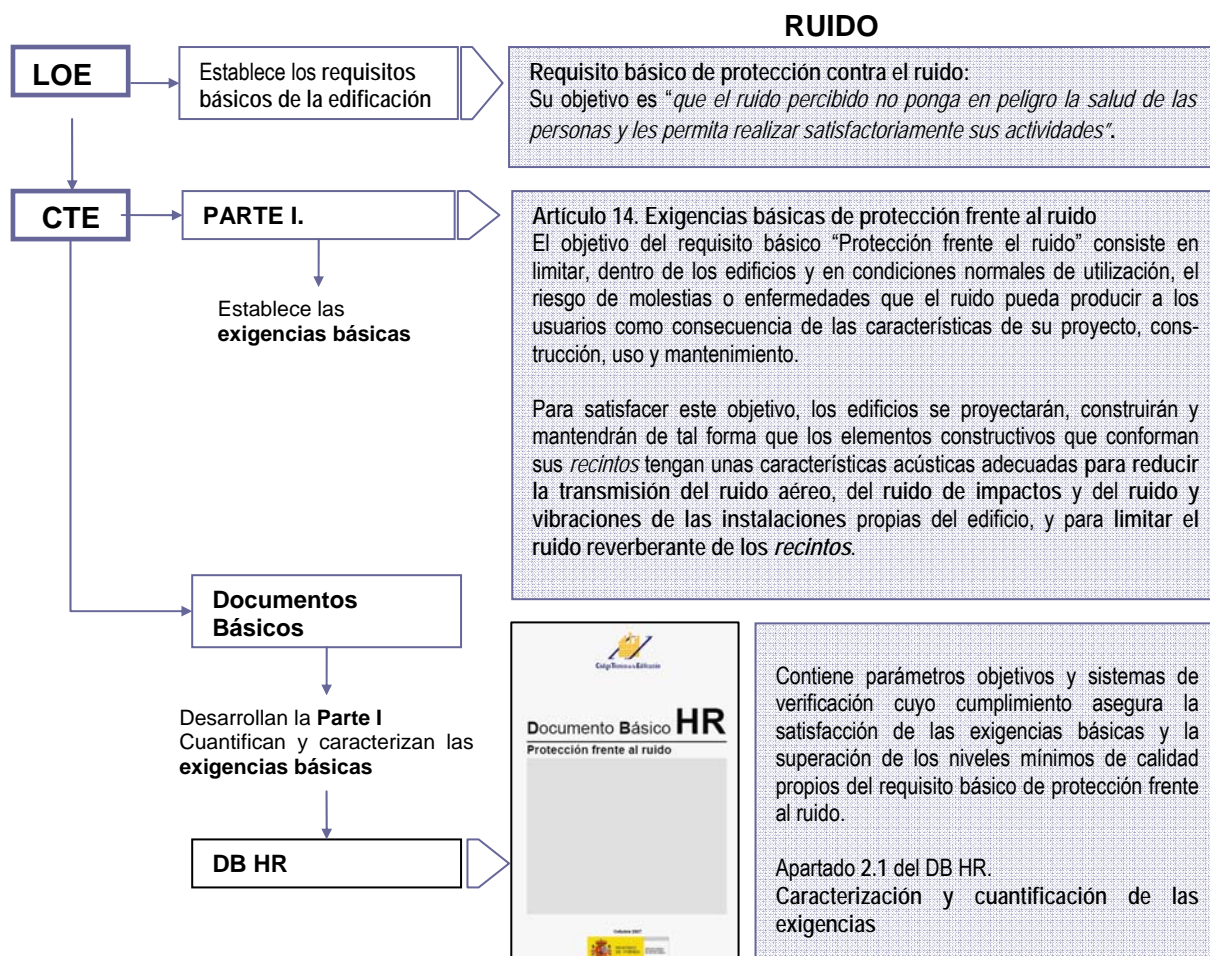 RUIDO
LOE
Establece los requisitos
básicos de la edificación
Requisito básico de protección contra el ruido:
Su objetivo es “que el ruido percibido no ponga en peligro la salud de las
personas y les permita realizar satisfactoriamente sus actividades”.
CTE
PARTE I.
Establece las
exigencias básicas
Artículo 14. Exigencias básicas de protección frente al ruido
El objetivo del requisito básico “Protección frente el ruido” consiste en
limitar, dentro de los edificios y en condiciones normales de utilización, el
riesgo de molestias o enfermedades que el ruido pueda producir a los
usuarios como consecuencia de las características de su proyecto, cons-
trucción, uso y mantenimiento.
Para satisfacer este objetivo, los edificios se proyectarán, construirán y
mantendrán de tal forma que los elementos constructivos que conforman
sus recintos tengan unas características acústicas adecuadas para reducir
la transmisión del ruido aéreo, del ruido de impactos y del ruido y
vibraciones de las instalaciones propias del edificio, y para limitar el
ruido reverberante de los recintos.
Documentos
Básicos
Desarrollan la Parte I
Cuantifican y caracterizan las
exigencias básicas
DB HR
Código Técnico de la Edificación
Documento Básico HR
Protección frente al ruido
Octubre 2007
Contiene parámetros objetivos y sistemas de
verificación cuyo cumplimiento asegura la
satisfacción de las exigencias básicas y la
superación de los niveles mínimos de calidad
propios del requisito básico de protección frente
al ruido.
Apartado 2.1 del DB HR.
Caracterización y cuantificación de las
exigencias